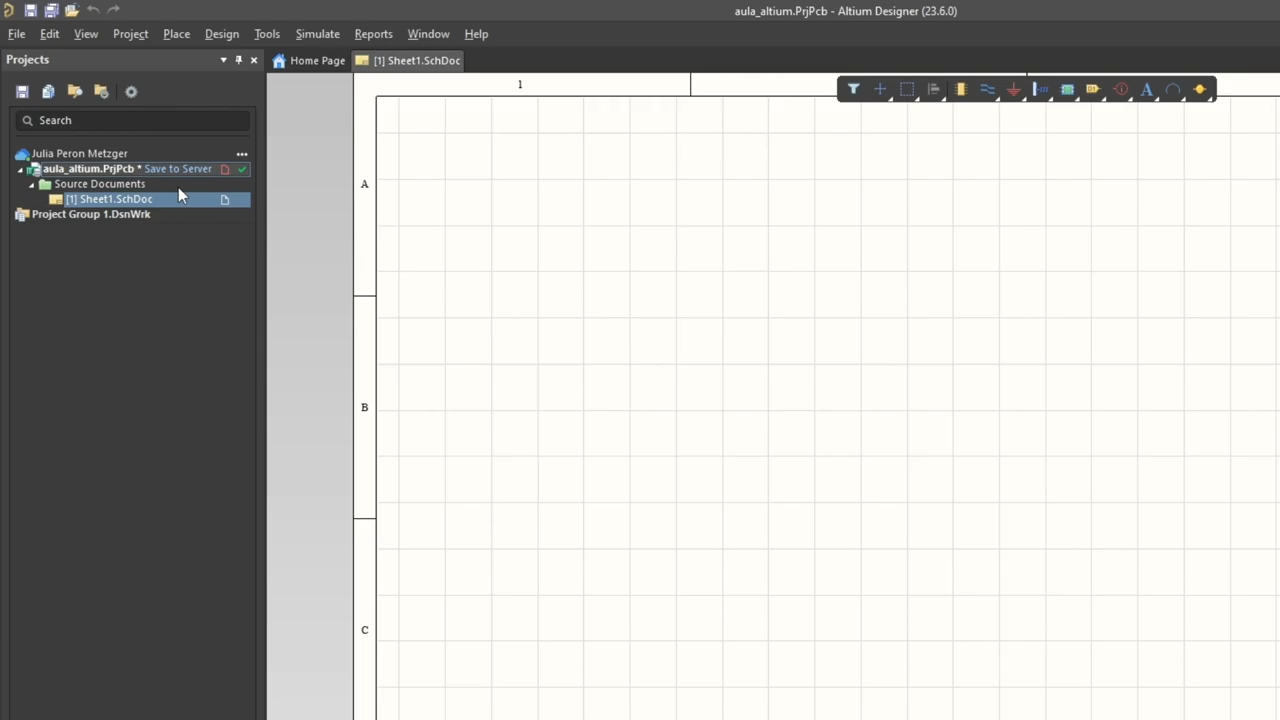 aula_altium.PrjPcb - Altium Designer (23.6.0)
File Edit View Project Place Design Tools Simulate Reports Window Help
Projects
Home Page
[1] Sheet1.SchDoc
1
Search
Julia Peron Metzger
aula_altium.PrjPcb * Save to Server
Source Documents
[1] Sheet1.SchDoc
Project Group 1.DsnWrk
A
B
C